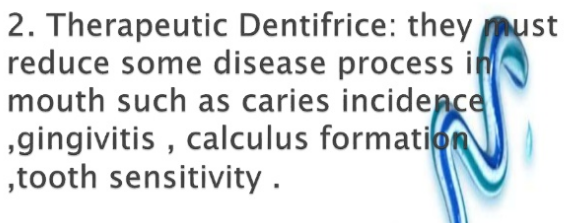 2. Therapeutic Dentifrice: they must
reduce some disease process in
mouth such as caries incidence
,gingivitis , calculus formation
,tooth sensitivity .